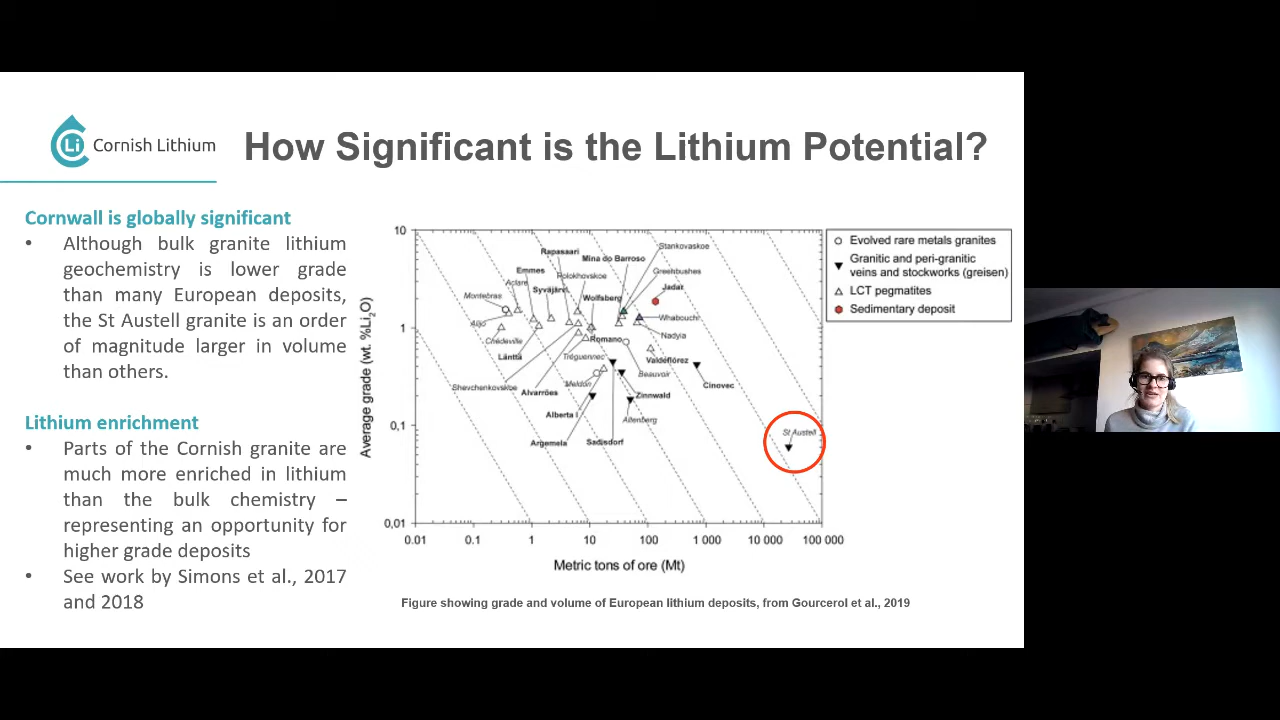 Li
Cornish Lithium
How Significant is the Lithium Potential?
Cornwall is globally significant
• Although bulk granite lithium
geochemistry is lower grade
than many European deposits,
the St Austell granite is an order
of magnitude larger in volume
than others.
Lithium enrichment
• Parts of the Cornish granite are
much more enriched in lithium
than the bulk chemistry –
representing an opportunity for
higher grade deposits
• See work by Simons et al., 2017
and 2018
Average grade (wt. %Li2O)
10
1
0,1
0,01
0.01 0.1 1 10 100 1 000 10 000 100 000
Metric tons of ore (Mt)
Stankovaskoe
Rapasaari
Mina do Barroso
Emmes
Polokhovskoe
Greenbushes
Jadar
Syväjärvi
Montebras
Wolfsberg
Whabouchi
Chédeville
Romano
Nadyia
Läntta
Tréguennec
Valdéflórez
Beauvoir
Shevchenkovskoe
Meldon
Cinovec
Alvarrões
Zinnwald
Alberta I
Altenberg
Argemela
Sadisdorf
St Austell
Evolved rare metals granites
Granitic and peri-granitic
veins and stockworks (greisen)
LCT pegmatites
Sedimentary deposit
Figure showing grade and volume of European lithium deposits, from Gourcerol et al., 2019